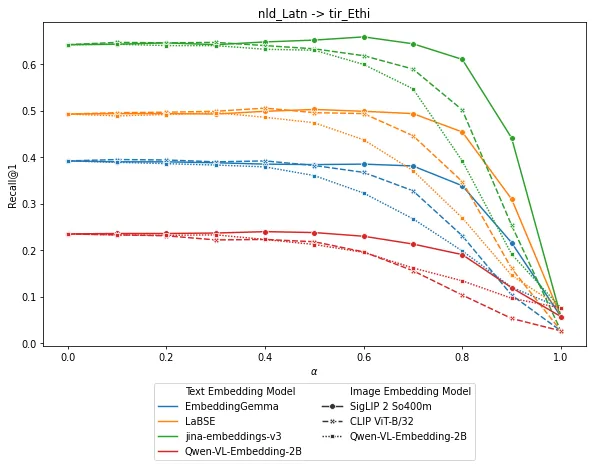 nld_Latn -> tir_Ethi
Recall@1
0.6
0.5
0.4
0.3
0.2
0.1
0.0
0.0 0.2 0.4 0.6 0.8 1.0
α
Text Embedding Model Image Embedding Model
EmbeddingGemma SigLIP 2 So400m
LaBSE CLIP ViT-B/32
jina-embeddings-v3 Qwen-VL-Embedding-2B
Qwen-VL-Embedding-2B